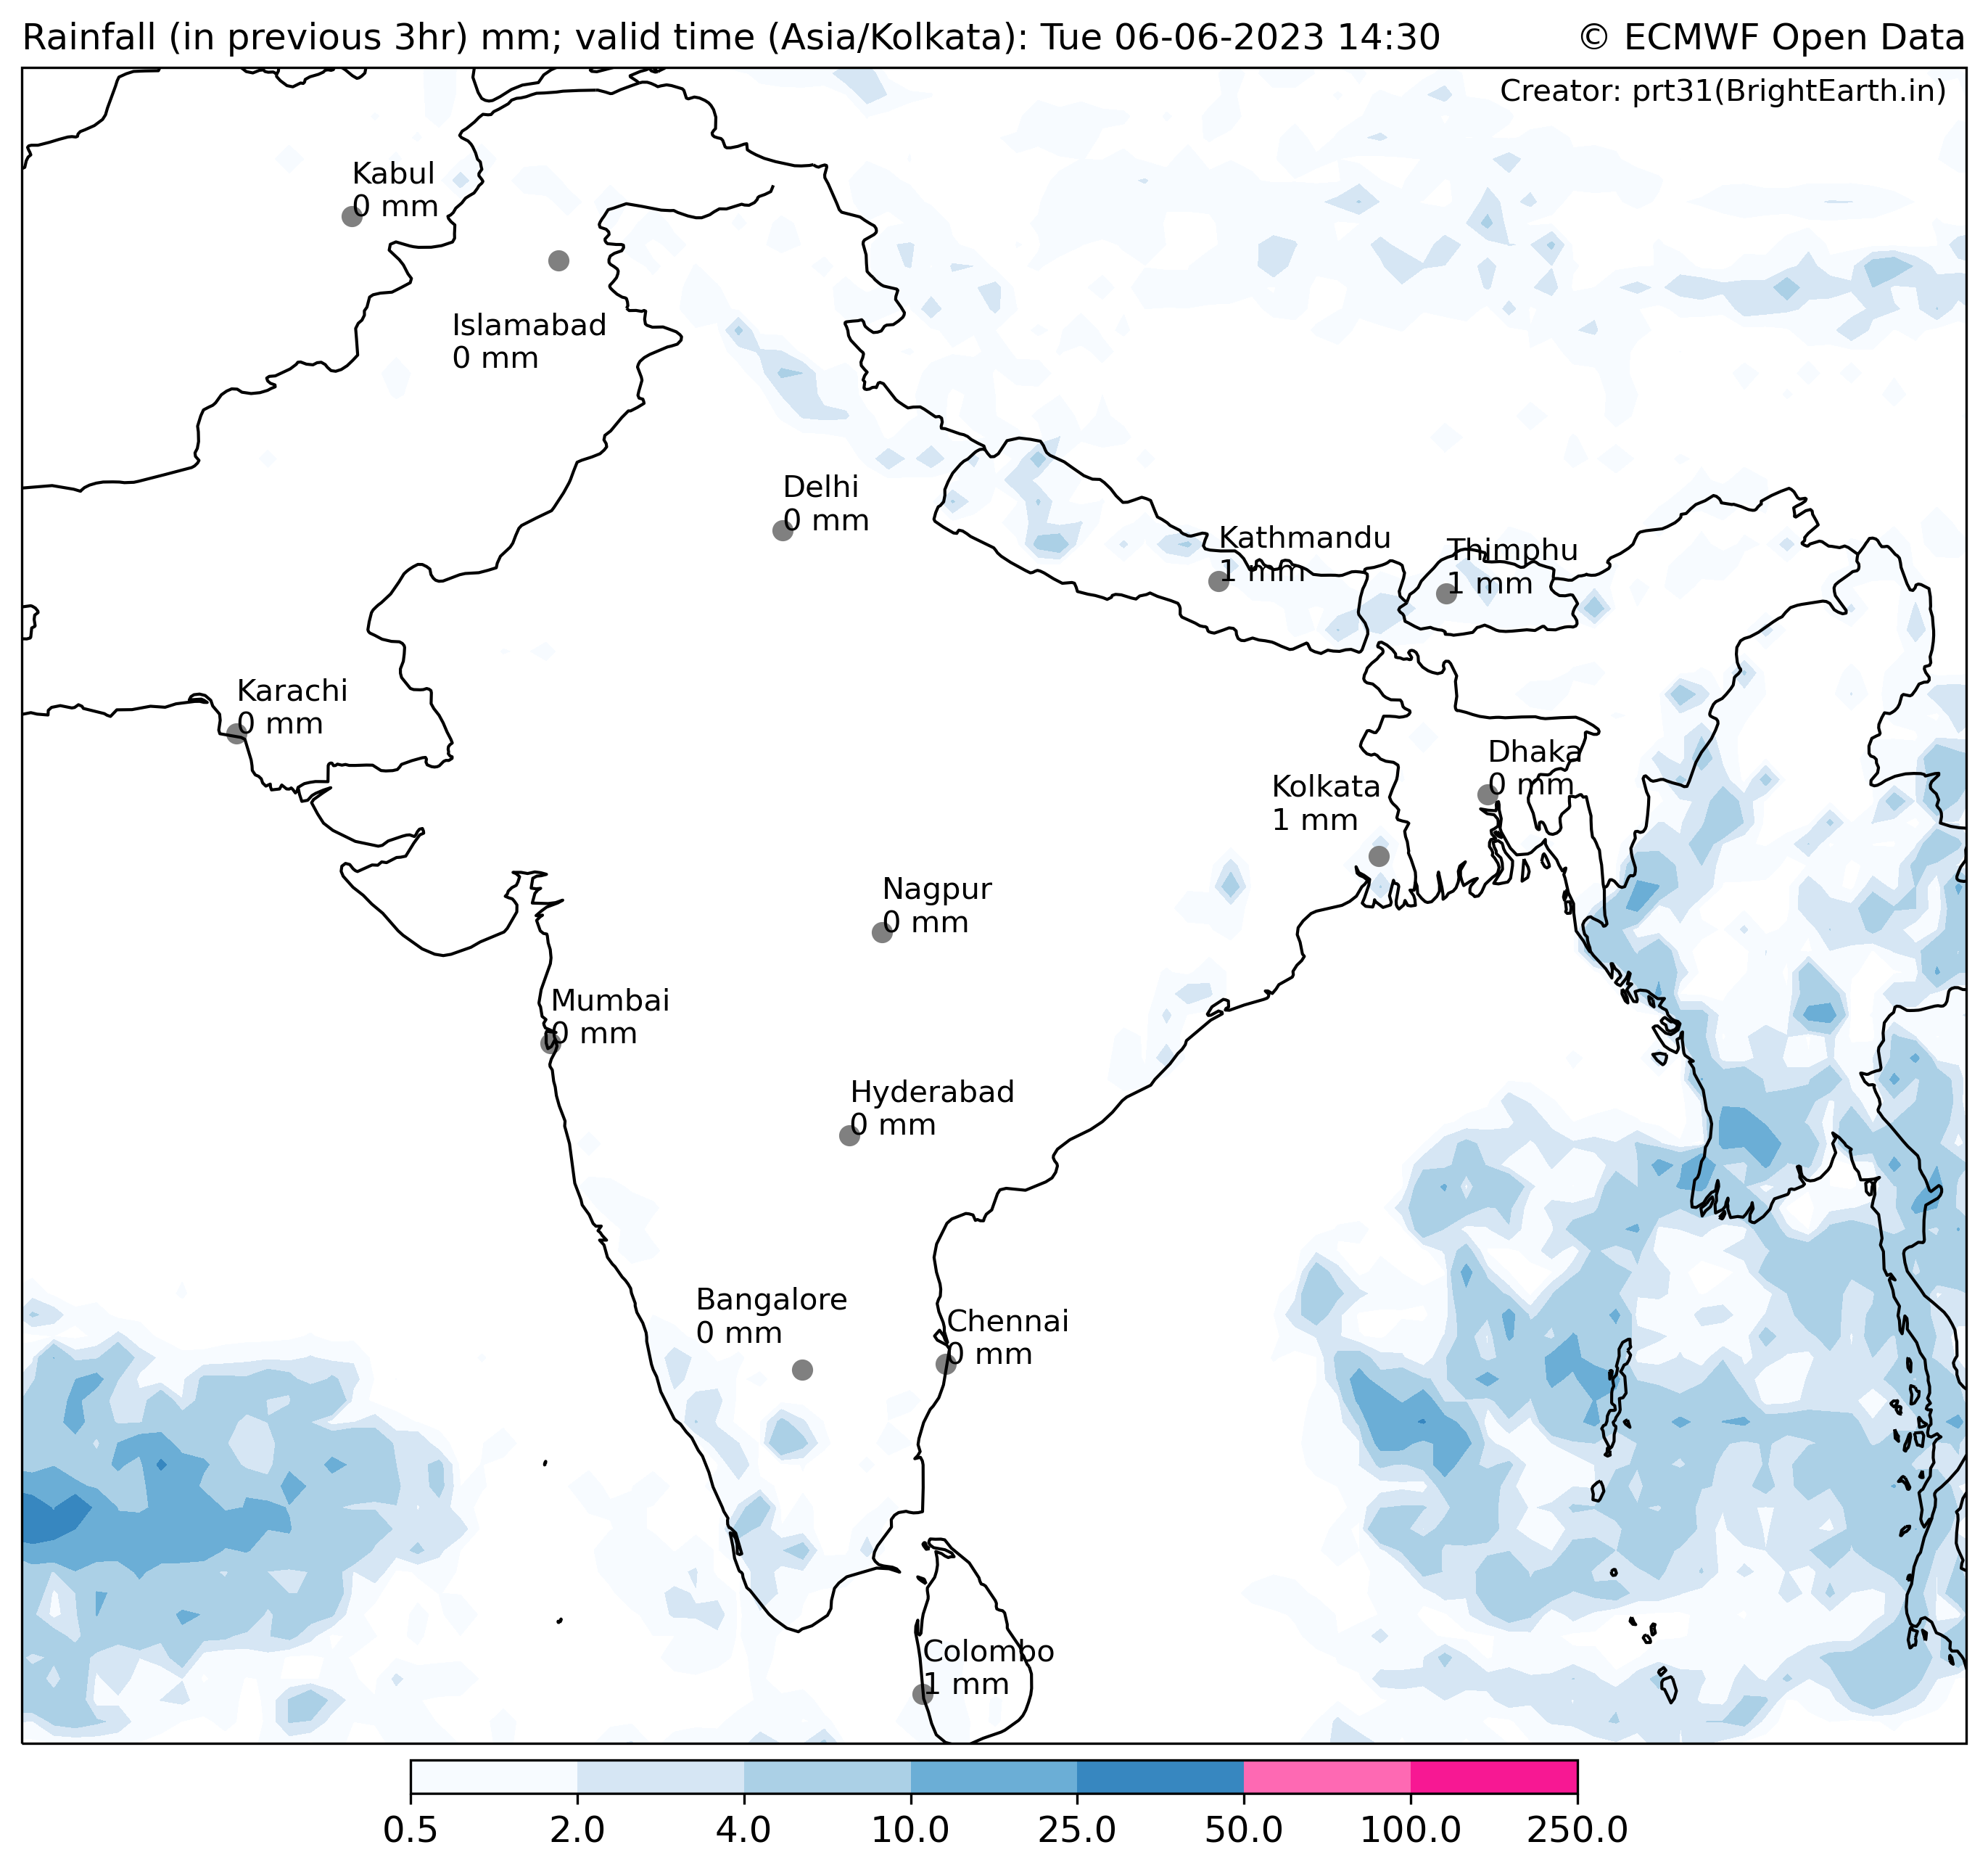 Rainfall (in previous 3hr) mm; valid time (Asia/Kolkata): Tue 06-06-2023 14:30
© ECMWF Open Data
Creator: prt31(BrightEarth.in)
Kabul
0 mm
Islamabad
0 mm
Delhi
0 mm
Kathmandu
1 mm
Thimphu
1 mm
Karachi
0 mm
Dhaka
0 mm
Kolkata
1 mm
Nagpur
0 mm
Mumbai
0 mm
Hyderabad
0 mm
Bangalore
0 mm
Chennai
0 mm
Colombo
1 mm
0.5 2.0 4.0 10.0 25.0 50.0 100.0 250.0